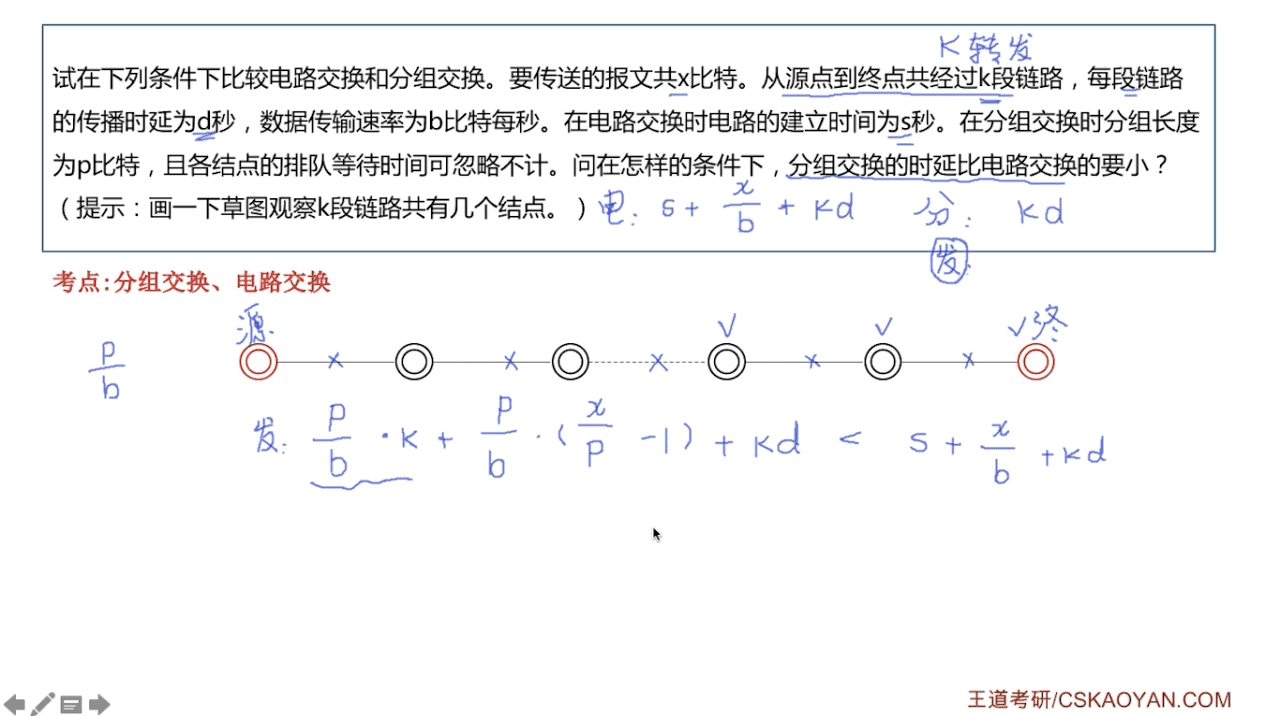 K 转发
试在下列条件下比较电路交换和分组交换。要传送的报文共x比特。从源点到终点共经过k段链路，每段链路
的传播时延为d秒，数据传输速率为b比特每秒。在电路交换时电路的建立时间为s秒。在分组交换时分组长度
为p比特，且各结点的排队等待时间可忽略不计。问在怎样的条件下，分组交换的时延比电路交换的要小？
（提示：画一下草图观察k段链路共有几个结点。）电: s + x/b + kd 分: kd
发:
考点:分组交换、电路交换
源 终
p/b
发: p/b · k + p/b · (x/p - 1) + kd < s + x/b + kd
王道考研/CSKAOYAN.COM